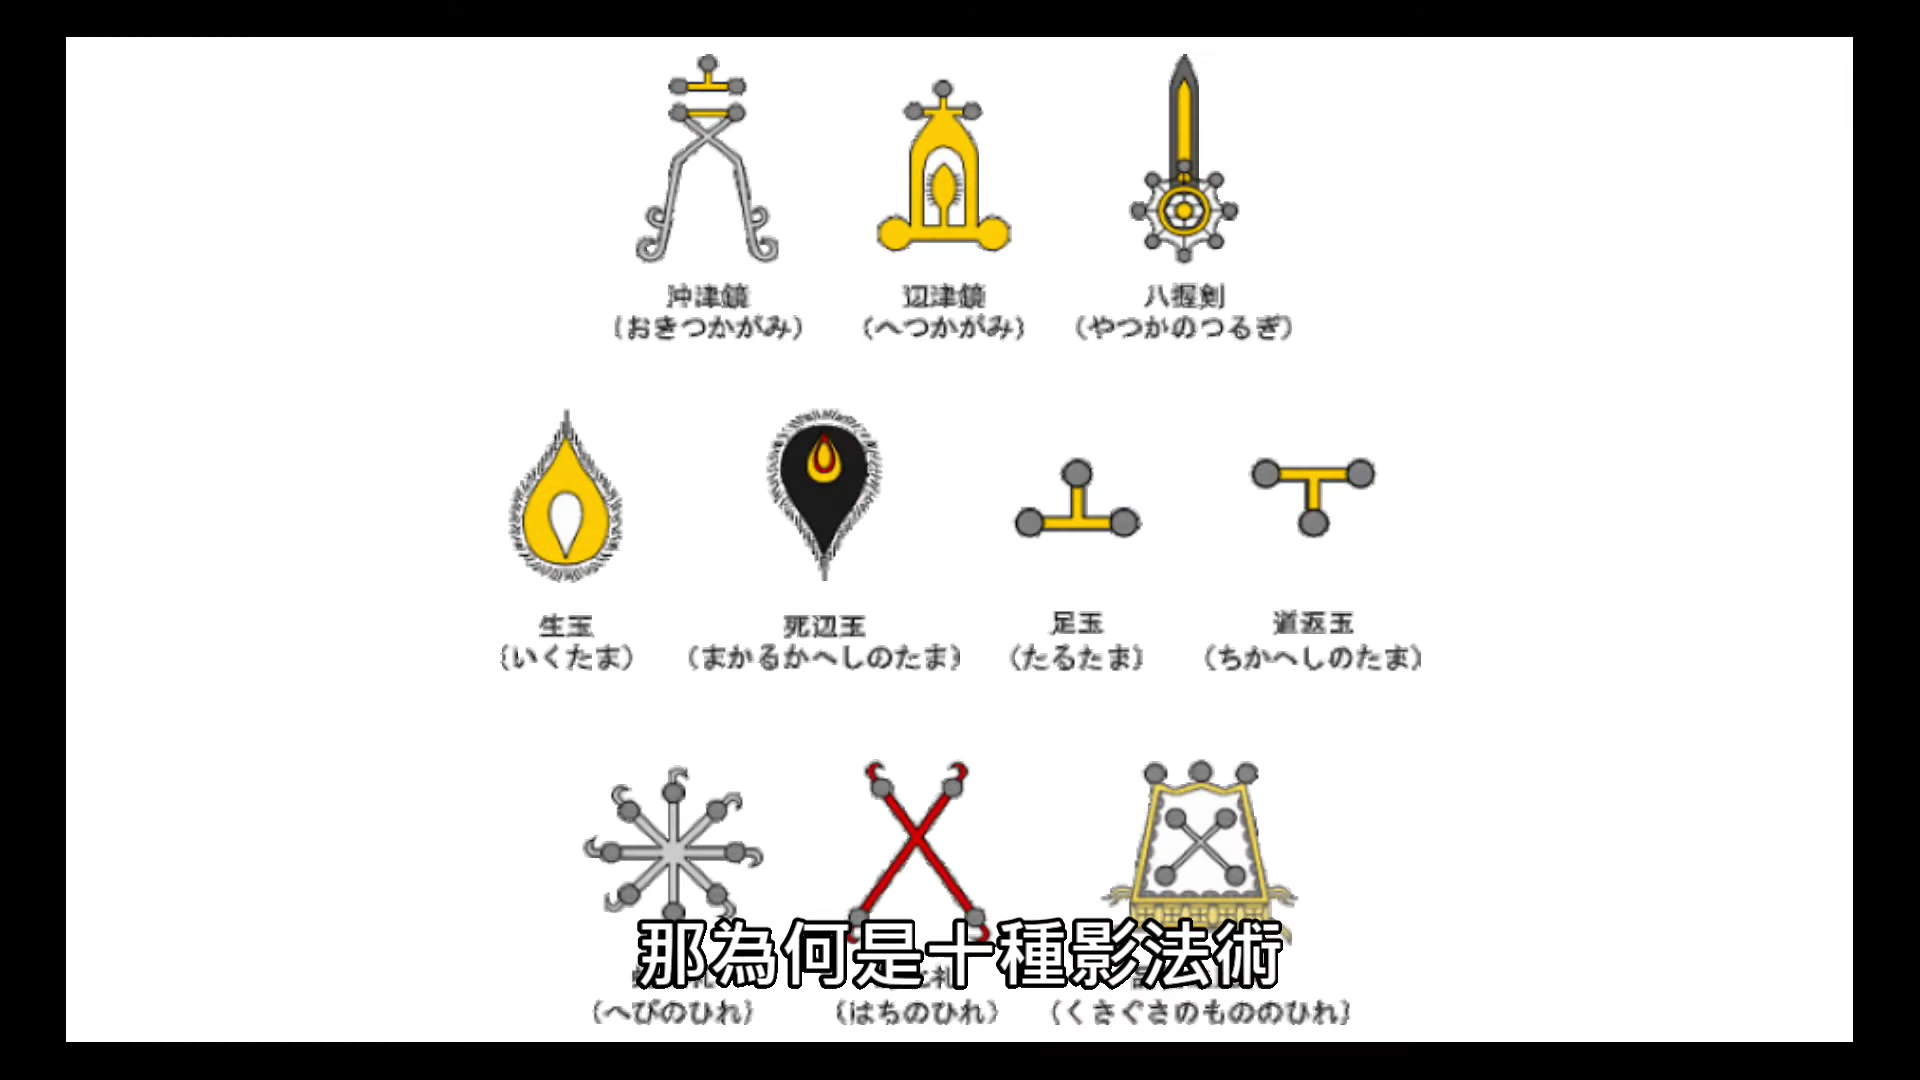 沖津鏡 辺津鏡 八握剣
(おきつかがみ) (へつかがみ) (やつかのつるぎ)
生玉 死辺玉 足玉 道返玉
(いくたま) (まかるかへしのたま) (たるたま) (ちかへしのたま)
那為何是十種影法術
(へびのひれ) (はちのひれ) (くさぐさのもののひれ)